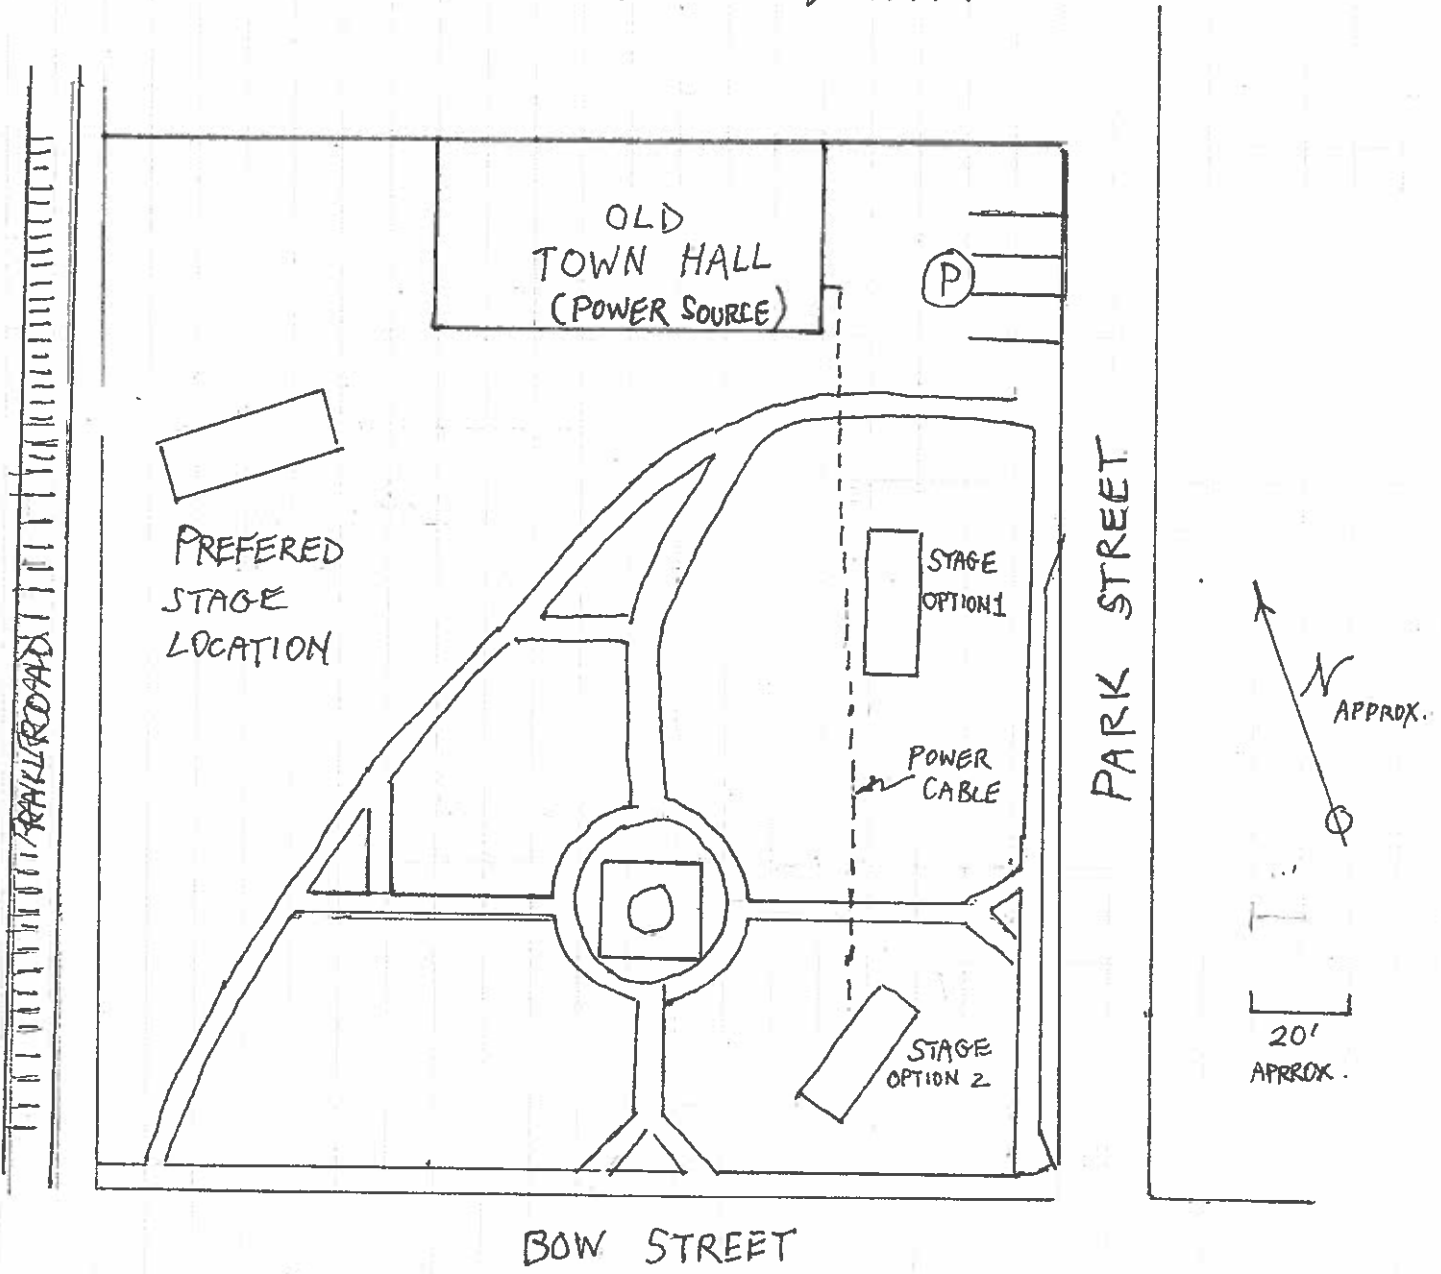 OLD
TOWN HALL
(POWER SOURCE)
P
PREFERED
STAGE
LOCATION
STAGE
OPTION 1
POWER
CABLE
STAGE
OPTION 2
RAILROAD
PARK STREET
N
APPROX.
20'
APRROX.
BOW STREET